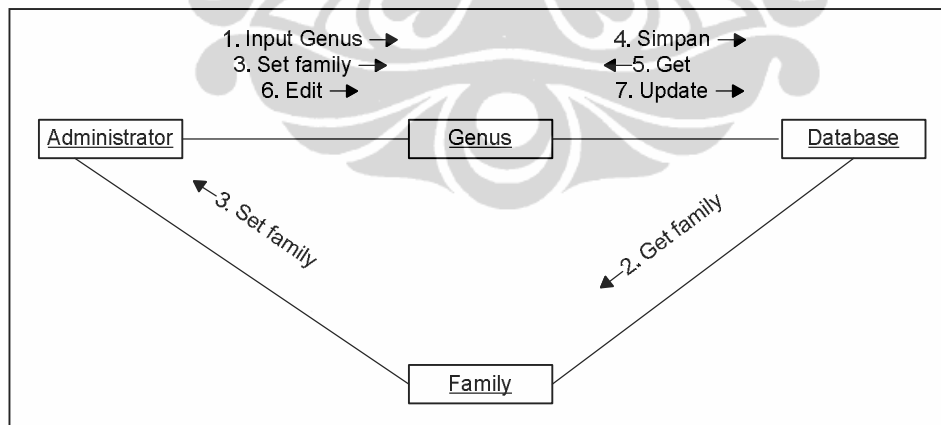 1. Input Genus
3. Set family
6. Edit
4. Simpan
5. Get
7. Update
Administrator
Genus
Database
3. Set family
2. Get family
Family